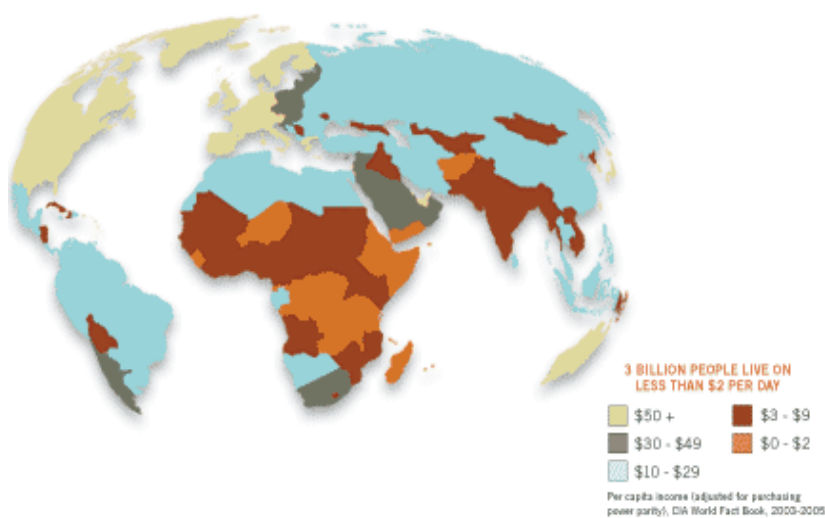 3 BILLION PEOPLE LIVE ON
LESS THAN $2 PER DAY
$50 +
$3 - $9
$30 - $49
$0 - $2
$10 - $29
Per capita income (adjusted for purchasing
power parity), CIA World Fact Book, 2003-2005